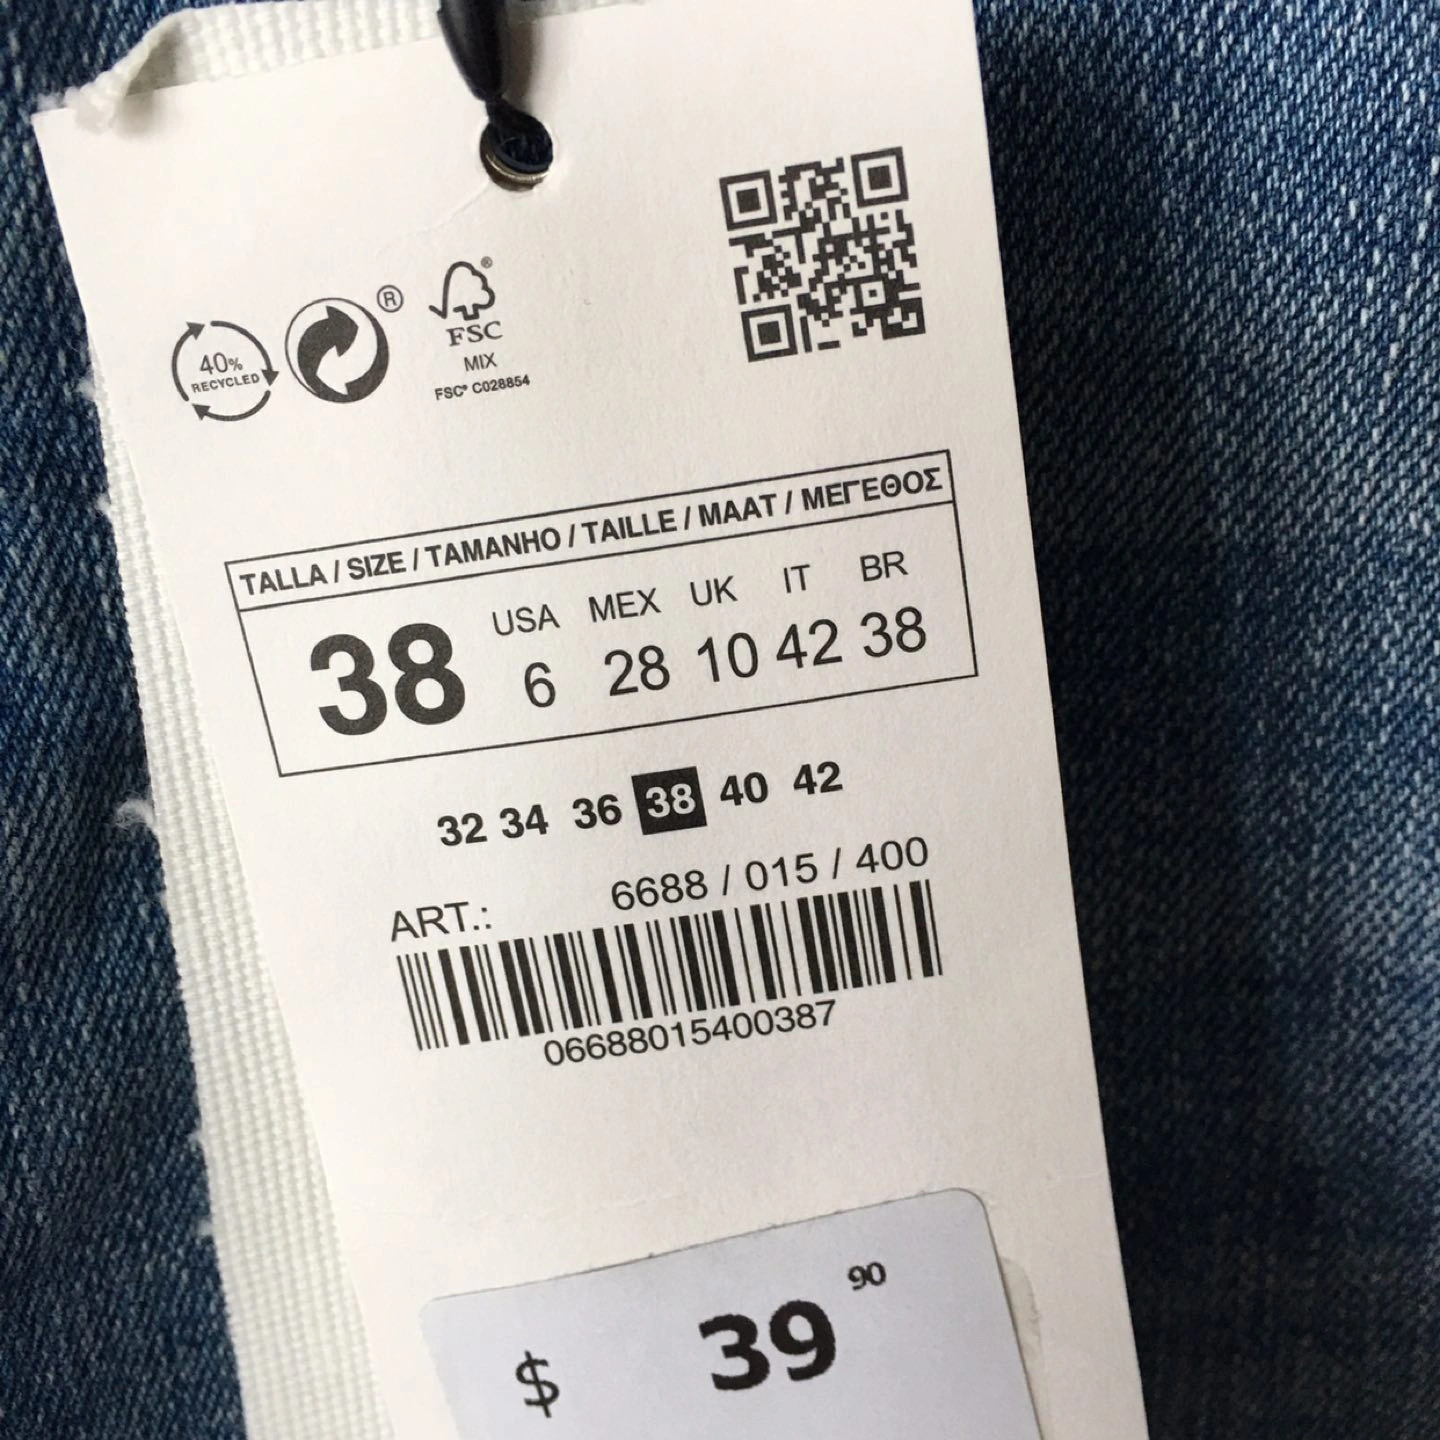 40%
RECYCLED
®
®
FSC
MIX
FSC® C028854
TALLA / SIZE / TAMANHO / TAILLE / MAAT / ΜΕΓΕΘΟΣ
USA MEX UK IT BR
38 6 28 10 42 38
32 34 36 38 40 42
ART.: 6688 / 015 / 400
06688015400387
$ 39 90